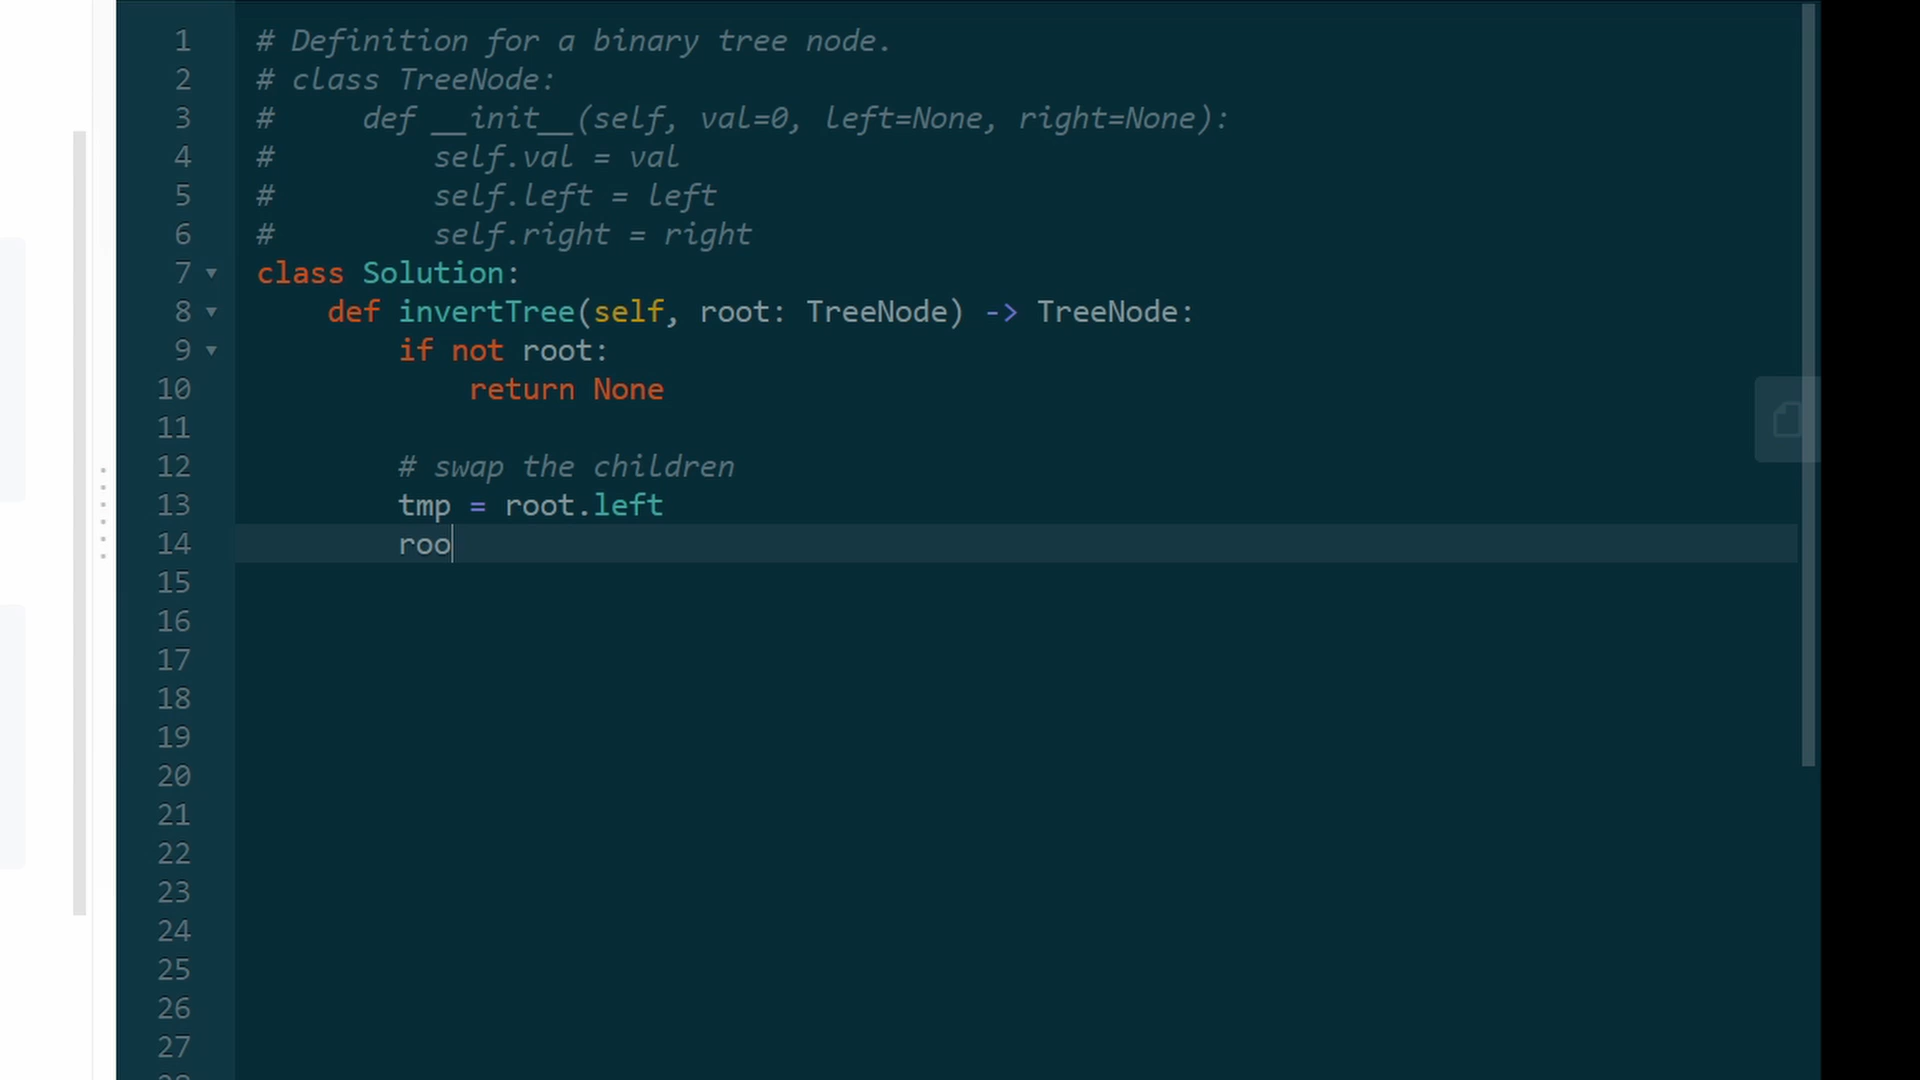 1 # Definition for a binary tree node.
2 # class TreeNode:
3 #     def __init__(self, val=0, left=None, right=None):
4 #         self.val = val
5 #         self.left = left
6 #         self.right = right
7 class Solution:
8     def invertTree(self, root: TreeNode) -> TreeNode:
9         if not root:
10             return None
11
12         # swap the children
13         tmp = root.left
14         roo
15
16
17
18
19
20
21
22
23
24
25
26
27
28